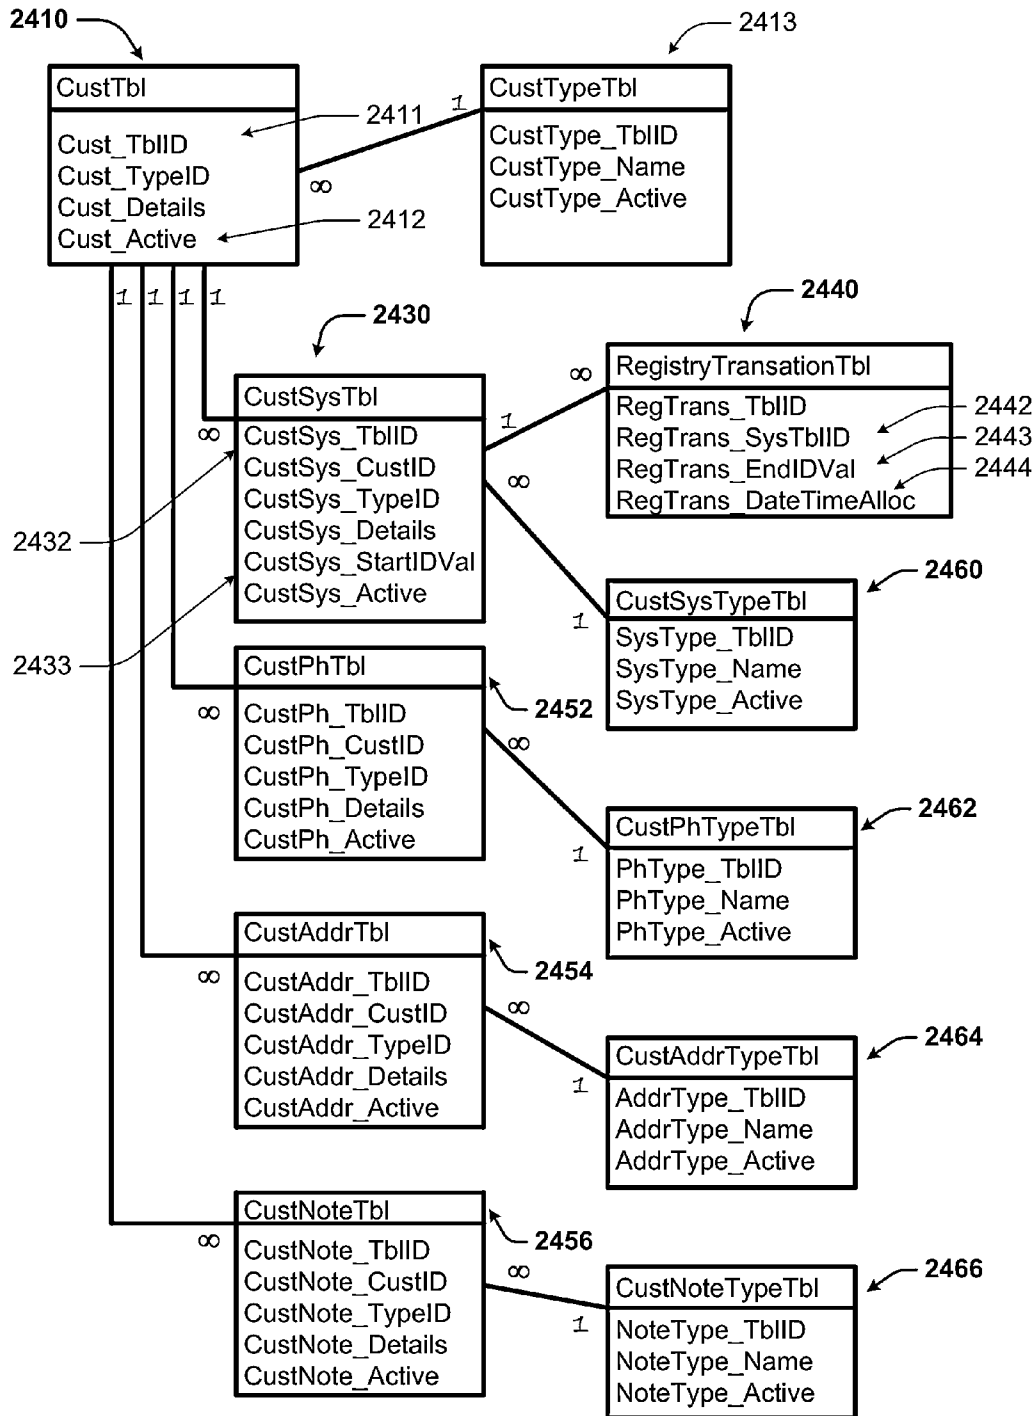 2410
2413
CustTbl
CustTypeTbl
1
2411
Cust_TblID
Cust_TypeID
Cust_Details
Cust_Active
∞
2412
CustType_TblID
CustType_Name
CustType_Active
1 1 1 1
2430
2440
CustSysTbl
∞
CustSys_TblID
CustSys_CustID
CustSys_TypeID
CustSys_Details
CustSys_StartIDVal
CustSys_Active
2432
2433
1
∞
RegistryTransationTbl
RegTrans_TblID
RegTrans_SysTblID
RegTrans_EndIDVal
RegTrans_DateTimeAlloc
2442
2443
2444
∞
1
2460
CustSysTypeTbl
SysType_TblID
SysType_Name
SysType_Active
CustPhTbl
2452
∞
CustPh_TblID
CustPh_CustID
CustPh_TypeID
CustPh_Details
CustPh_Active
∞
1
2462
CustPhTypeTbl
PhType_TblID
PhType_Name
PhType_Active
CustAddrTbl
2454
∞
CustAddr_TblID
CustAddr_CustID
CustAddr_TypeID
CustAddr_Details
CustAddr_Active
∞
1
2464
CustAddrTypeTbl
AddrType_TblID
AddrType_Name
AddrType_Active
CustNoteTbl
2456
∞
CustNote_TblID
CustNote_CustID
CustNote_TypeID
CustNote_Details
CustNote_Active
∞
1
2466
CustNoteTypeTbl
NoteType_TblID
NoteType_Name
NoteType_Active